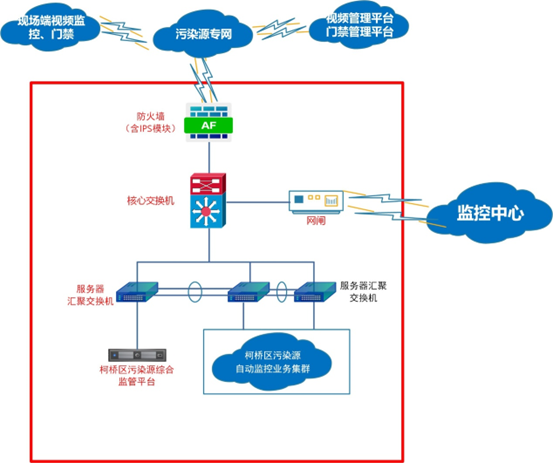 现场端视频监
控、门禁
污染源专网
视频管理平台
门禁管理平台
防火墙
（含IPS模块）
AF
核心交换机
网闸
监控中心
服务器
汇聚交换机
服务器汇聚
交换机
柯桥区污染源综合
监管平台
柯桥区污染源
自动监控业务集群